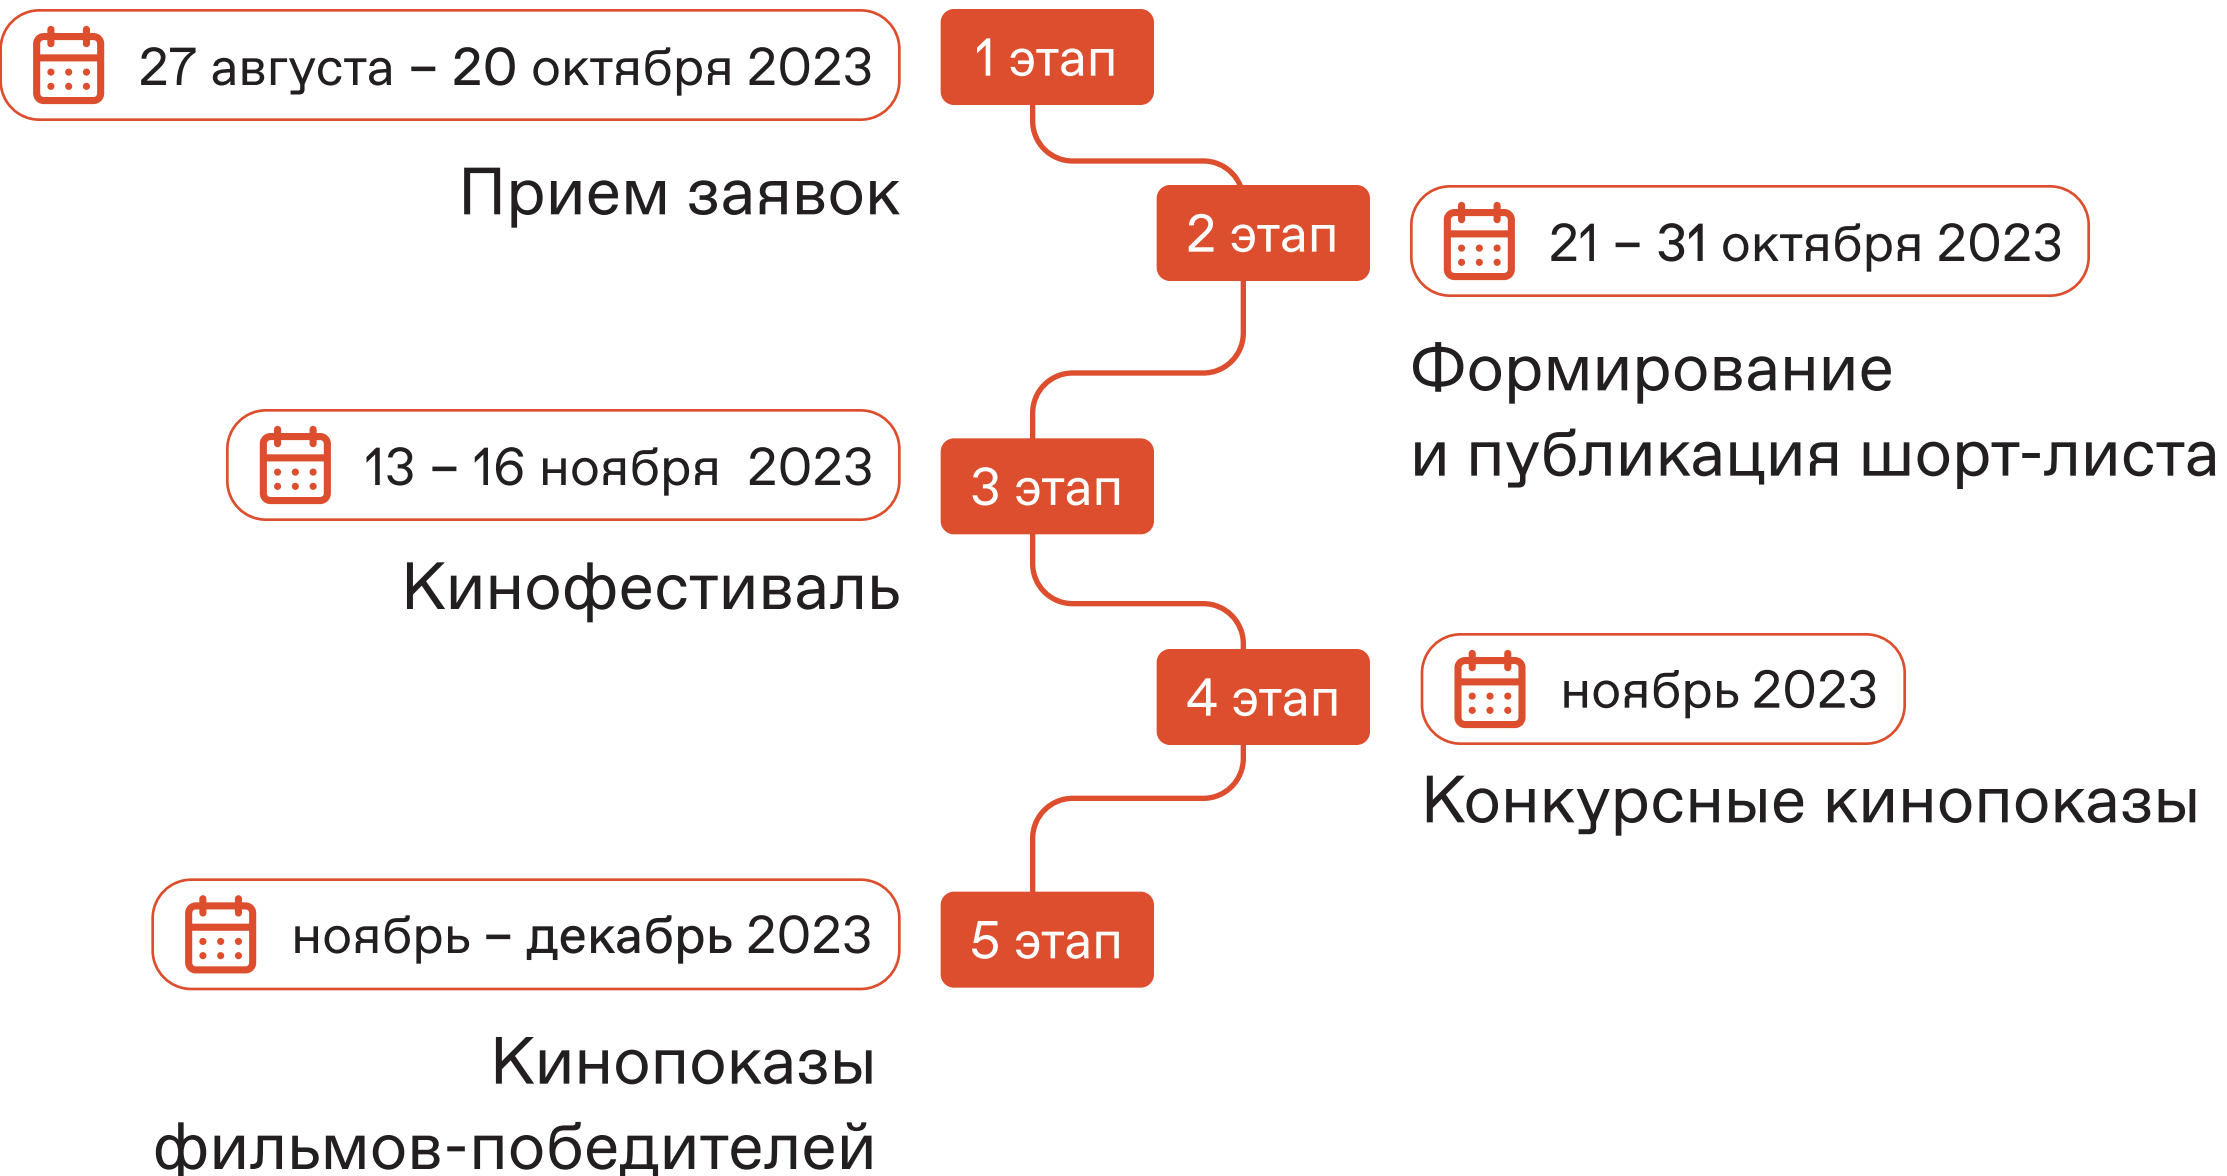 27 августа – 20 октября 2023
1 этап
Прием заявок
2 этап
21 – 31 октября 2023
Формирование
и публикация шорт-листа
13 – 16 ноября  2023
3 этап
Кинофестиваль
4 этап
ноябрь 2023
Конкурсные кинопоказы
ноябрь – декабрь 2023
5 этап
Кинопоказы
фильмов-победителей